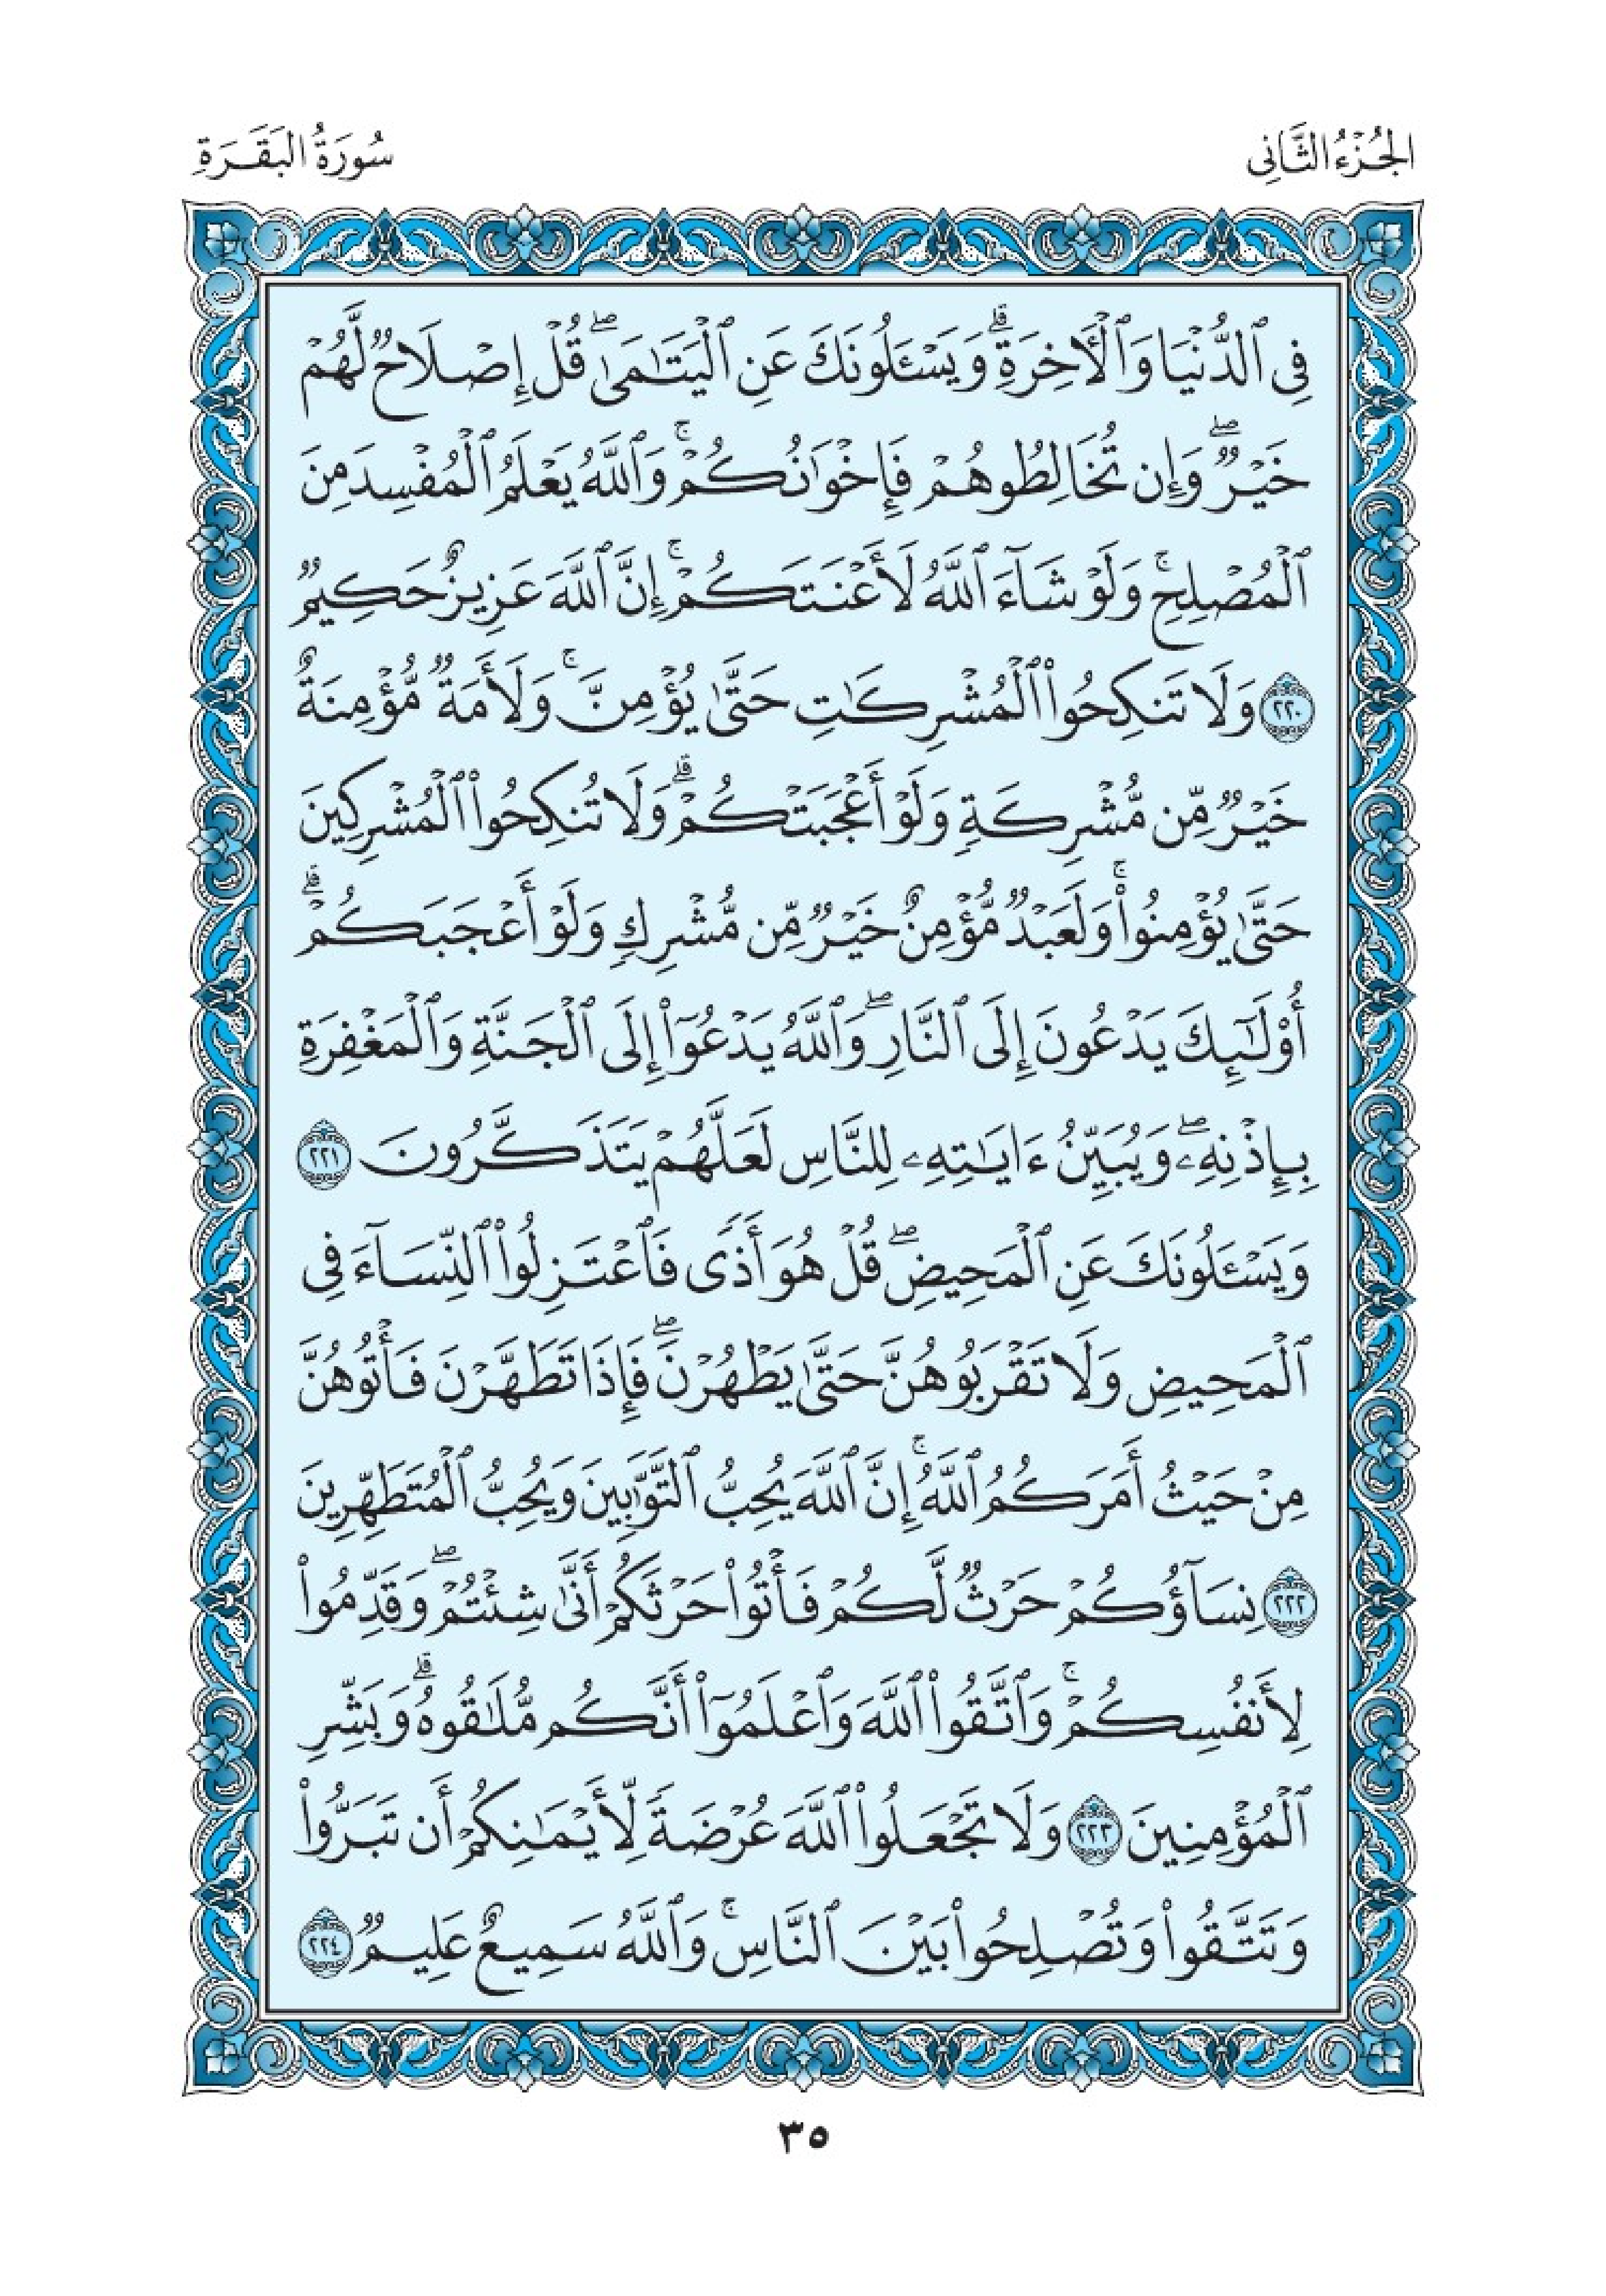 الجُزْءُ الثَّانِى
سُورَةُ البَقَرَةِ
فِى ٱلدُّنْيَا وَٱلْأَخِرَةِۗ وَيَسْـَٔلُونَكَ عَنِ ٱلْيَتَـٰمَىٰۖ قُلْ إِصْلَاحٌۭ لَّهُمْ
خَيْرٌۭۖ وَإِن تُخَالِطُوهُمْ فَإِخْوَٰنُكُمْۚ وَٱللَّهُ يَعْلَمُ ٱلْمُفْسِدَ مِنَ
ٱلْمُصْلِحِۚ وَلَوْ شَآءَ ٱللَّهُ لَأَعْنَتَكُمْۚ إِنَّ ٱللَّهَ عَزِيزٌ حَكِيمٌۭ
٢٢٠ وَلَا تَنكِحُوا۟ ٱلْمُشْرِكَـٰتِ حَتَّىٰ يُؤْمِنَّۚ وَلَأَمَةٌۭ مُّؤْمِنَةٌ
خَيْرٌۭ مِّن مُّشْرِكَةٍۢ وَلَوْ أَعْجَبَتْكُمْۗ وَلَا تُنكِحُوا۟ ٱلْمُشْرِكِينَ
حَتَّىٰ يُؤْمِنُوا۟ۚ وَلَعَبْدٌۭ مُّؤْمِنٌ خَيْرٌۭ مِّن مُّشْرِكٍۢ وَلَوْ أَعْجَبَكُمْۗ
أُو۟لَـٰٓئِكَ يَدْعُونَ إِلَى ٱلنَّارِۖ وَٱللَّهُ يَدْعُوٓا۟ إِلَى ٱلْجَنَّةِ وَٱلْمَغْفِرَةِ
بِإِذْنِهِۦۖ وَيُبَيِّنُ ءَايَـٰتِهِۦ لِلنَّاسِ لَعَلَّهُمْ يَتَذَكَّرُونَ ٢٢١
وَيَسْـَٔلُونَكَ عَنِ ٱلْمَحِيضِۖ قُلْ هُوَ أَذًۭى فَٱعْتَزِلُوا۟ ٱلنِّسَآءَ فِى
ٱلْمَحِيضِ وَلَا تَقْرَبُوهُنَّ حَتَّىٰ يَطْهُرْنَۖ فَإِذَا تَطَهَّرْنَ فَأْتُوهُنَّ
مِنْ حَيْثُ أَمَرَكُمُ ٱللَّهُۚ إِنَّ ٱللَّهَ يُحِبُّ ٱلتَّوَّٰبِينَ وَيُحِبُّ ٱلْمُتَطَهِّرِينَ
٢٢٢ نِسَآؤُكُمْ حَرْثٌۭ لَّكُمْ فَأْتُوا۟ حَرْثَكُمْ أَنَّىٰ شِئْتُمْۖ وَقَدِّمُوا۟
لِأَنفُسِكُمْۚ وَٱتَّقُوا۟ ٱللَّهَ وَٱعْلَمُوٓا۟ أَنَّكُم مُّلَـٰقُوهُۗ وَبَشِّرِ
ٱلْمُؤْمِنِينَ ٢٢٣ وَلَا تَجْعَلُوا۟ ٱللَّهَ عُرْضَةًۭ لِّأَيْمَـٰنِكُمْ أَن تَبَرُّوا۟
وَتَتَّقُوا۟ وَتُصْلِحُوا۟ بَيْنَ ٱلنَّاسِۚ وَٱللَّهُ سَمِيعٌ عَلِيمٌۭ ٢٢٤
٣٥